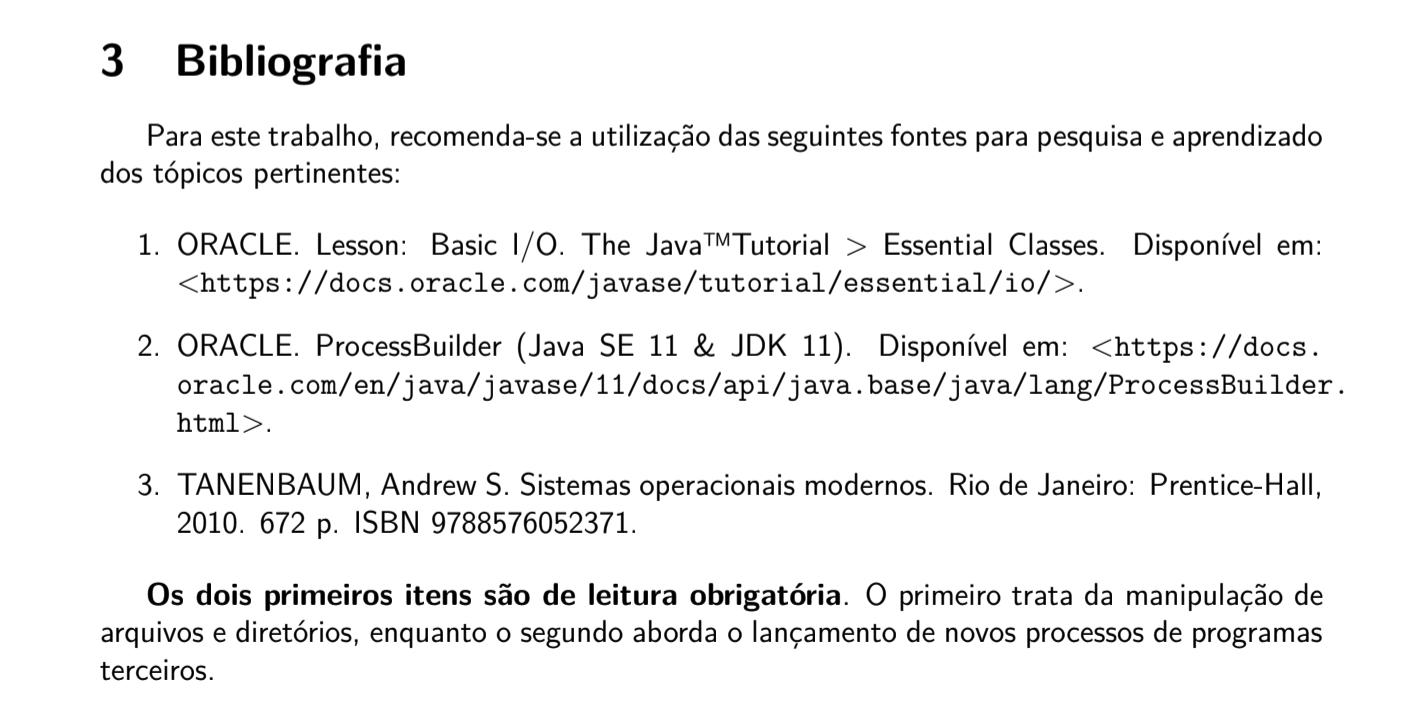 3 Bibliografia
Para este trabalho, recomenda-se a utilização das seguintes fontes para pesquisa e aprendizado
dos tópicos pertinentes:
1. ORACLE. Lesson: Basic I/O. The Java™Tutorial > Essential Classes. Disponível em:
<https://docs.oracle.com/javase/tutorial/essential/io/>.
2. ORACLE. ProcessBuilder (Java SE 11 & JDK 11). Disponível em: <https://docs.
oracle.com/en/java/javase/11/docs/api/java.base/java/lang/ProcessBuilder.
html>.
3. TANENBAUM, Andrew S. Sistemas operacionais modernos. Rio de Janeiro: Prentice-Hall,
2010. 672 p. ISBN 9788576052371.
Os dois primeiros itens são de leitura obrigatória. O primeiro trata da manipulação de
arquivos e diretórios, enquanto o segundo aborda o lançamento de novos processos de programas
terceiros.